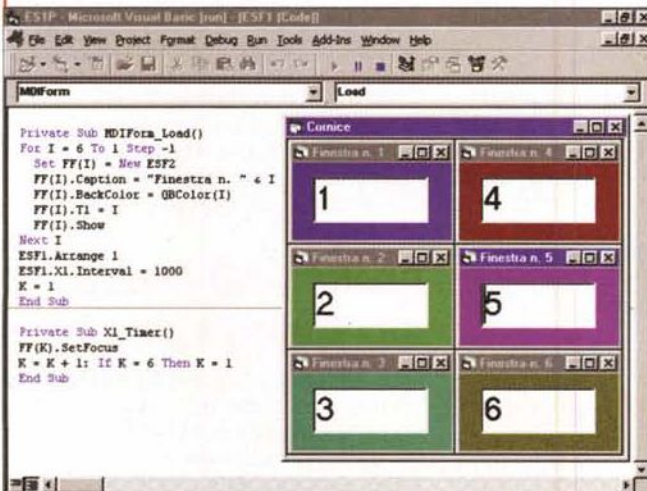 ES1P - Microsoft Visual Basic [run] - [ESF1 (Code)]
File Edit View Project Format Debug Run Tools Add-Ins Window Help
MDIForm
Load
Private Sub MDIForm_Load()
For I = 6 To 1 Step -1
Set FF(I) = New ESF2
FF(I).Caption = "Finestra n. " & I
FF(I).BackColor = QBColor(I)
FF(I).T1 = I
FF(I).Show
Next I
ESF1.Arrange 1
ESF1.X1.Interval = 1000
K = 1
End Sub
Private Sub X1_Timer()
FF(K).SetFocus
K = K + 1: If K = 6 Then K = 1
End Sub
Cornice
Finestra n. 1
1
Finestra n. 4
4
Finestra n. 2
2
Finestra n. 5
5
Finestra n. 3
3
Finestra n. 6
6